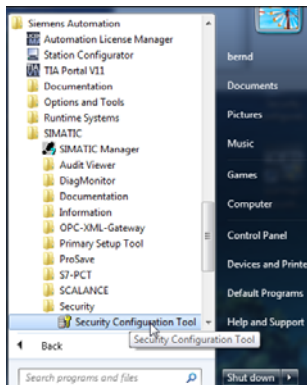 Siemens Automation
Automation License Manager
Station Configurator
TIA Portal V11
Documentation
Options and Tools
Runtime Systems
SIMATIC
SIMATIC Manager
Audit Viewer
DiagMonitor
Documentation
Information
OPC-XML-Gateway
Primary Setup Tool
ProSave
S7-PCT
SCALANCE
Security
Security Configuration Tool
Security Configuration Tool
Back
Search programs and files
bernd
Documents
Pictures
Music
Games
Computer
Control Panel
Devices and Printe
Default Programs
Help and Support
Shut down